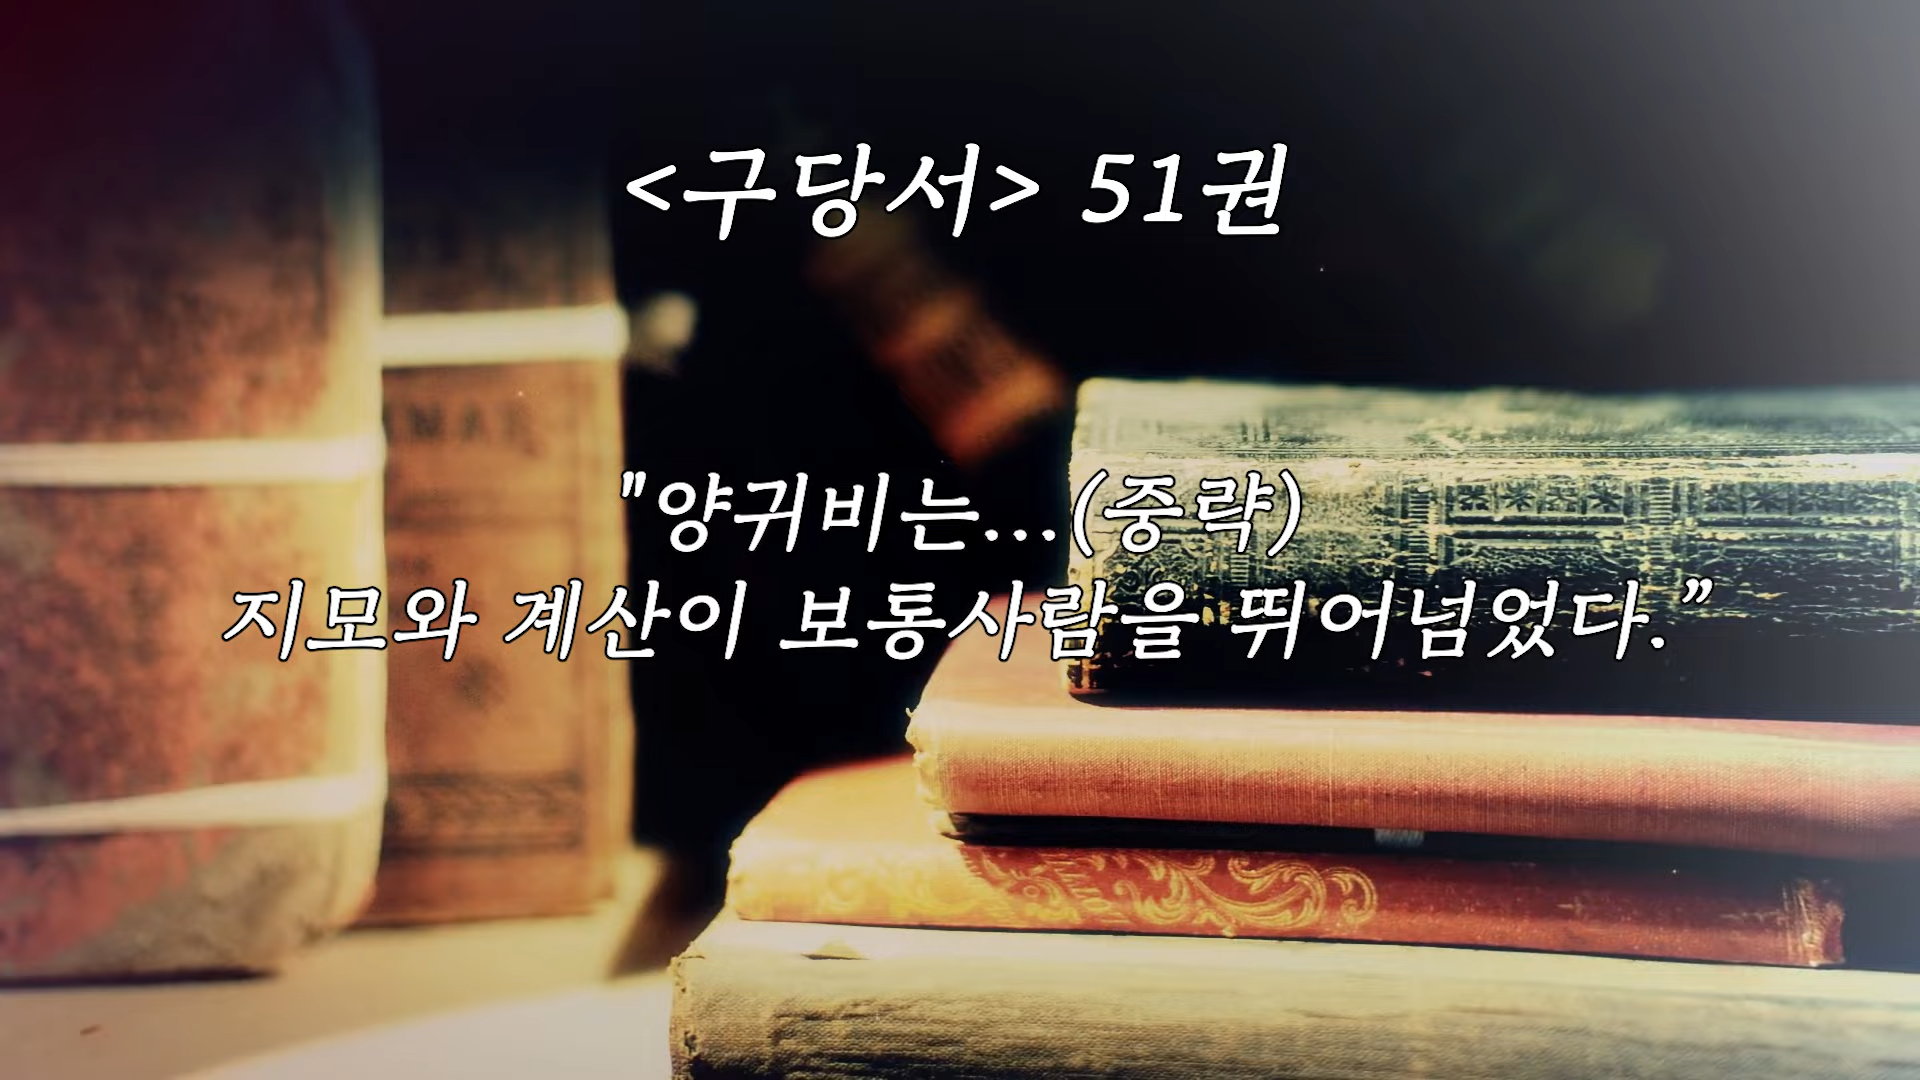 <구당서> 51권
"양귀비는...(중략)
지모와 계산이 보통사람을 뛰어넘었다.”